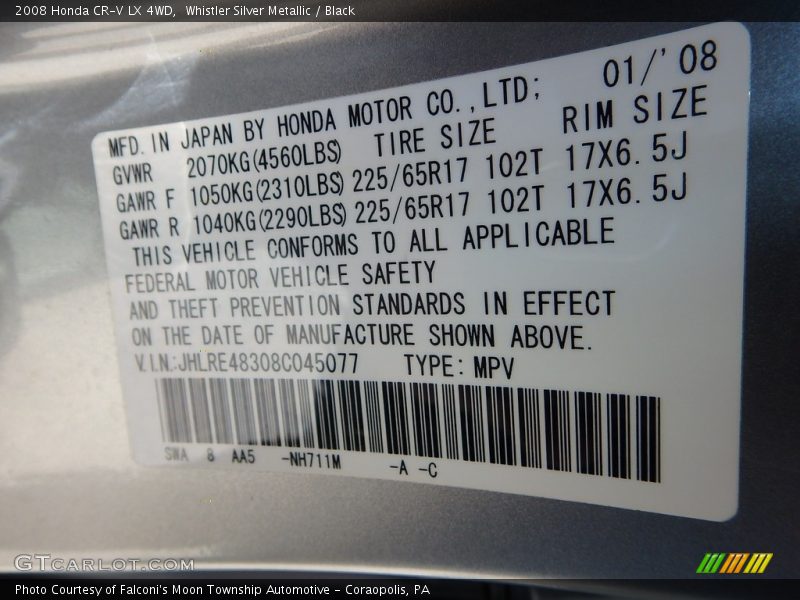 2008 Honda CR-V LX 4WD, Whistler Silver Metallic / Black
MFD. IN JAPAN BY HONDA MOTOR CO., LTD; 01/'08
GVWR 2070KG(4560LBS) TIRE SIZE RIM SIZE
GAWR F 1050KG(2310LBS) 225/65R17 102T 17X6.5J
GAWR R 1040KG(2290LBS) 225/65R17 102T 17X6.5J
THIS VEHICLE CONFORMS TO ALL APPLICABLE
FEDERAL MOTOR VEHICLE SAFETY
AND THEFT PREVENTION STANDARDS IN EFFECT
ON THE DATE OF MANUFACTURE SHOWN ABOVE.
V.I.N.:JHLRE48308C045077 TYPE: MPV
SWA 8 AA5 -NH711M -A -C
GTCarLot.com
Photo Courtesy of Falconi's Moon Township Automotive - Coraopolis, PA